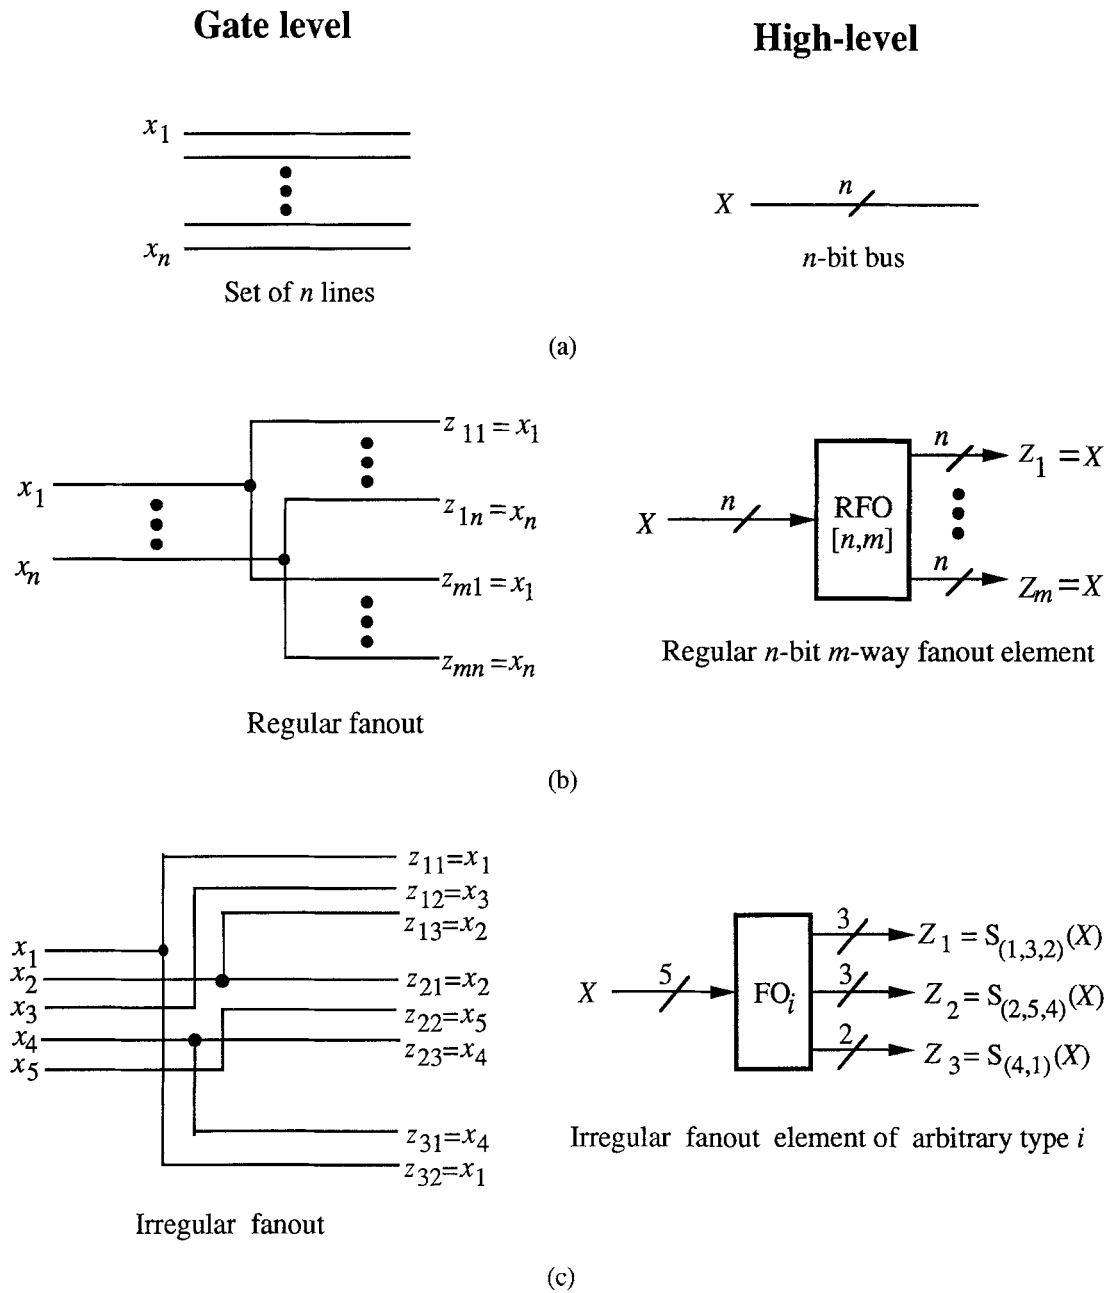 Gate level
High-level
x1
xn
Set of n lines
X
n
n-bit bus
(a)
x1
xn
z11 = x1
z1n = xn
zm1 = x1
zmn = xn
Regular fanout
X
n
RFO
[n,m]
n
Z1 = X
n
Zm = X
Regular n-bit m-way fanout element
(b)
x1
x2
x3
x4
x5
z11=x1
z12=x3
z13=x2
z21=x2
z22=x5
z23=x4
z31=x4
z32=x1
Irregular fanout
X
5
FOi
3
Z1 = S(1,3,2)(X)
3
Z2 = S(2,5,4)(X)
2
Z3 = S(4,1)(X)
Irregular fanout element of arbitrary type i
(c)